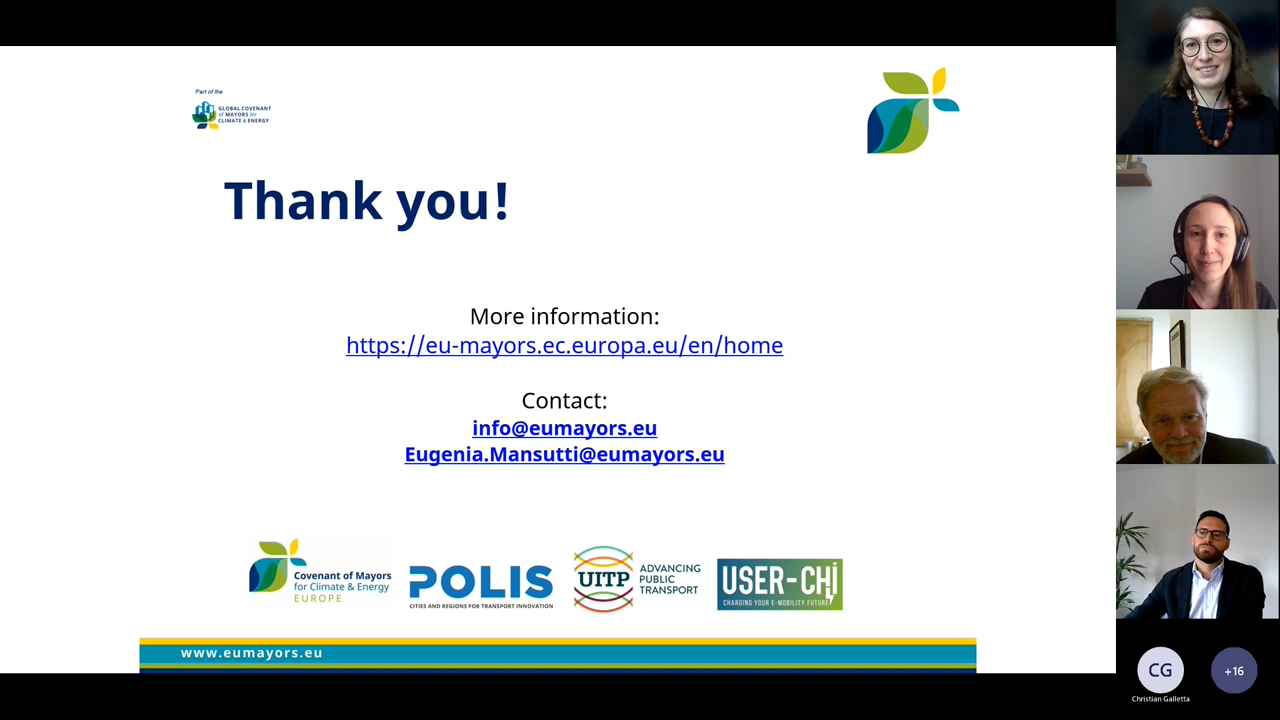 Part of the
GLOBAL COVENANT
of MAYORS for
CLIMATE & ENERGY
Thank you!
More information:
https://eu-mayors.ec.europa.eu/en/home
Contact:
info@eumayors.eu
Eugenia.Mansutti@eumayors.eu
Covenant of Mayors
for Climate & Energy
EUROPE
POLIS
CITIES AND REGIONS FOR TRANSPORT INNOVATION
UITP
ADVANCING
PUBLIC
TRANSPORT
USER-CHI
CHARGING YOUR E-MOBILITY FUTURE
www.eumayors.eu
CG
+16
Christian Galletta